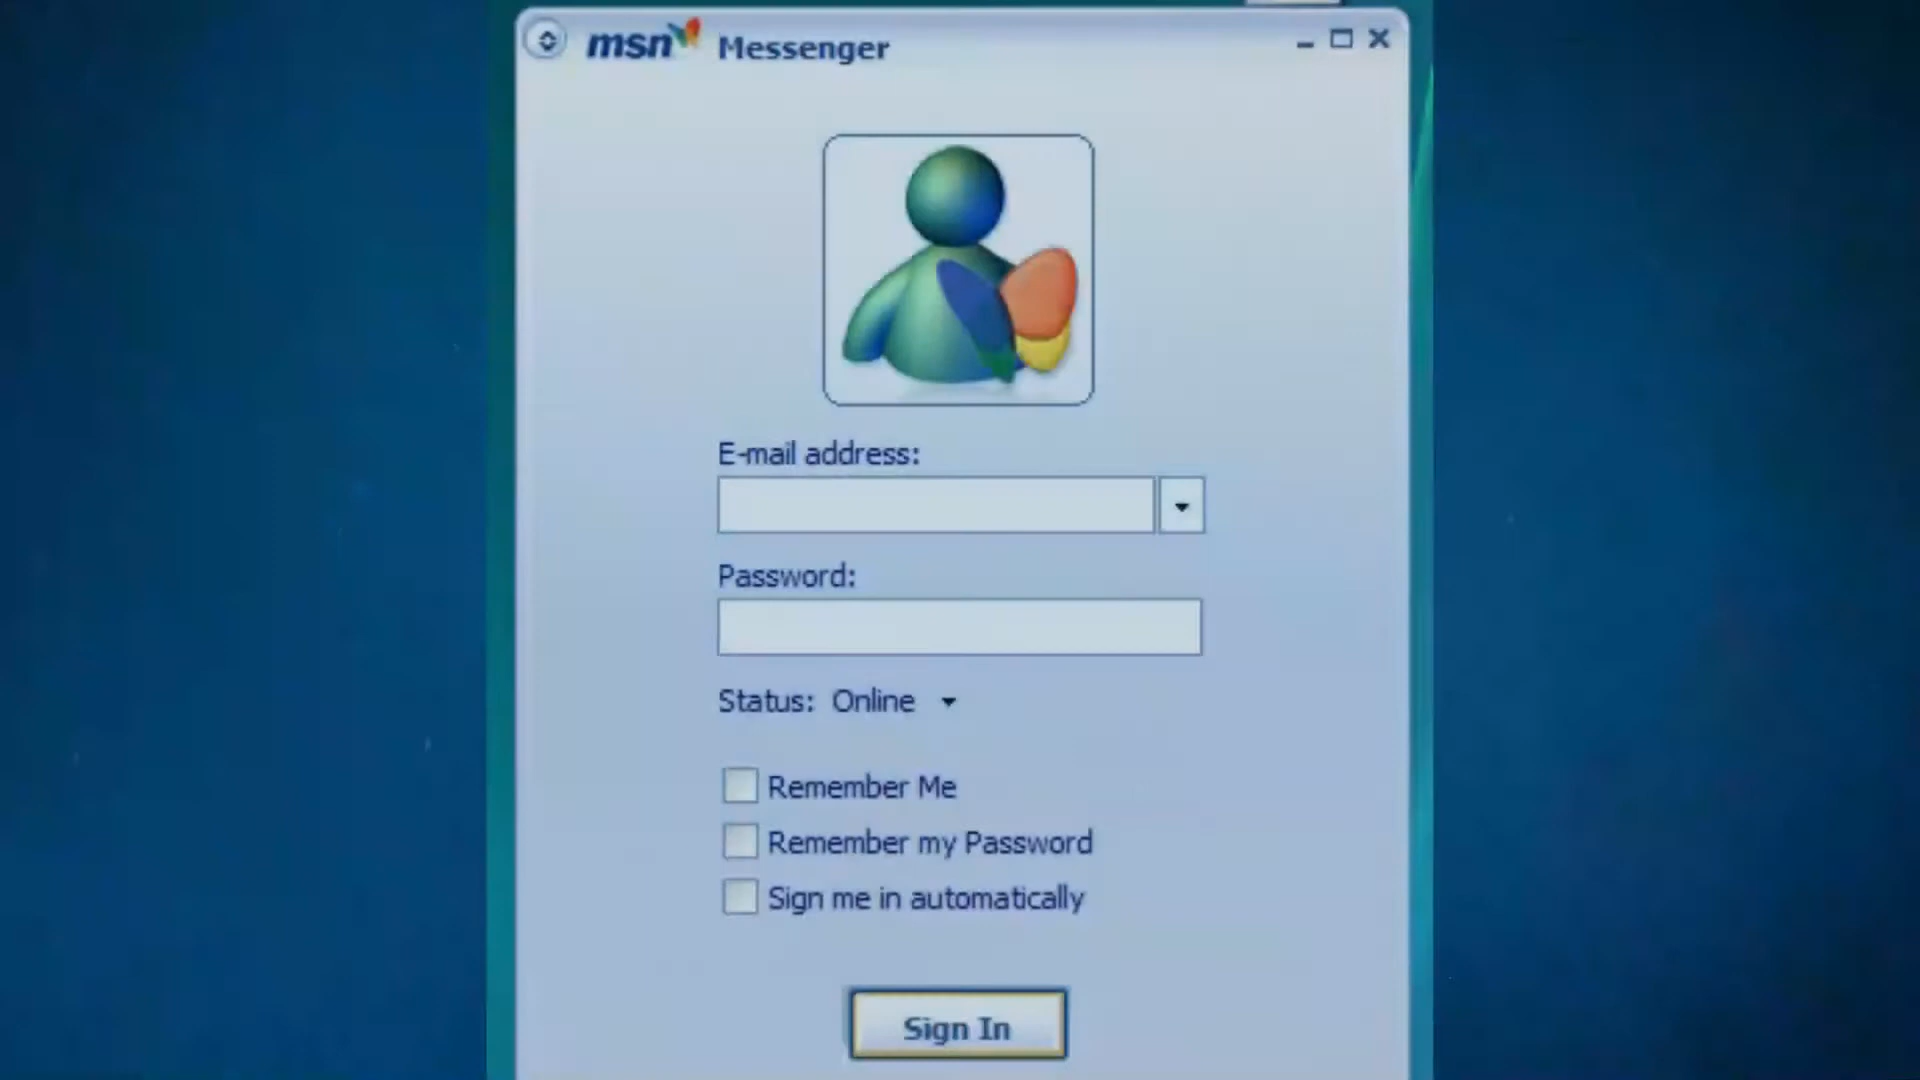 msn Messenger
E-mail address:
Password:
Status: Online
Remember Me
Remember my Password
Sign me in automatically
Sign In